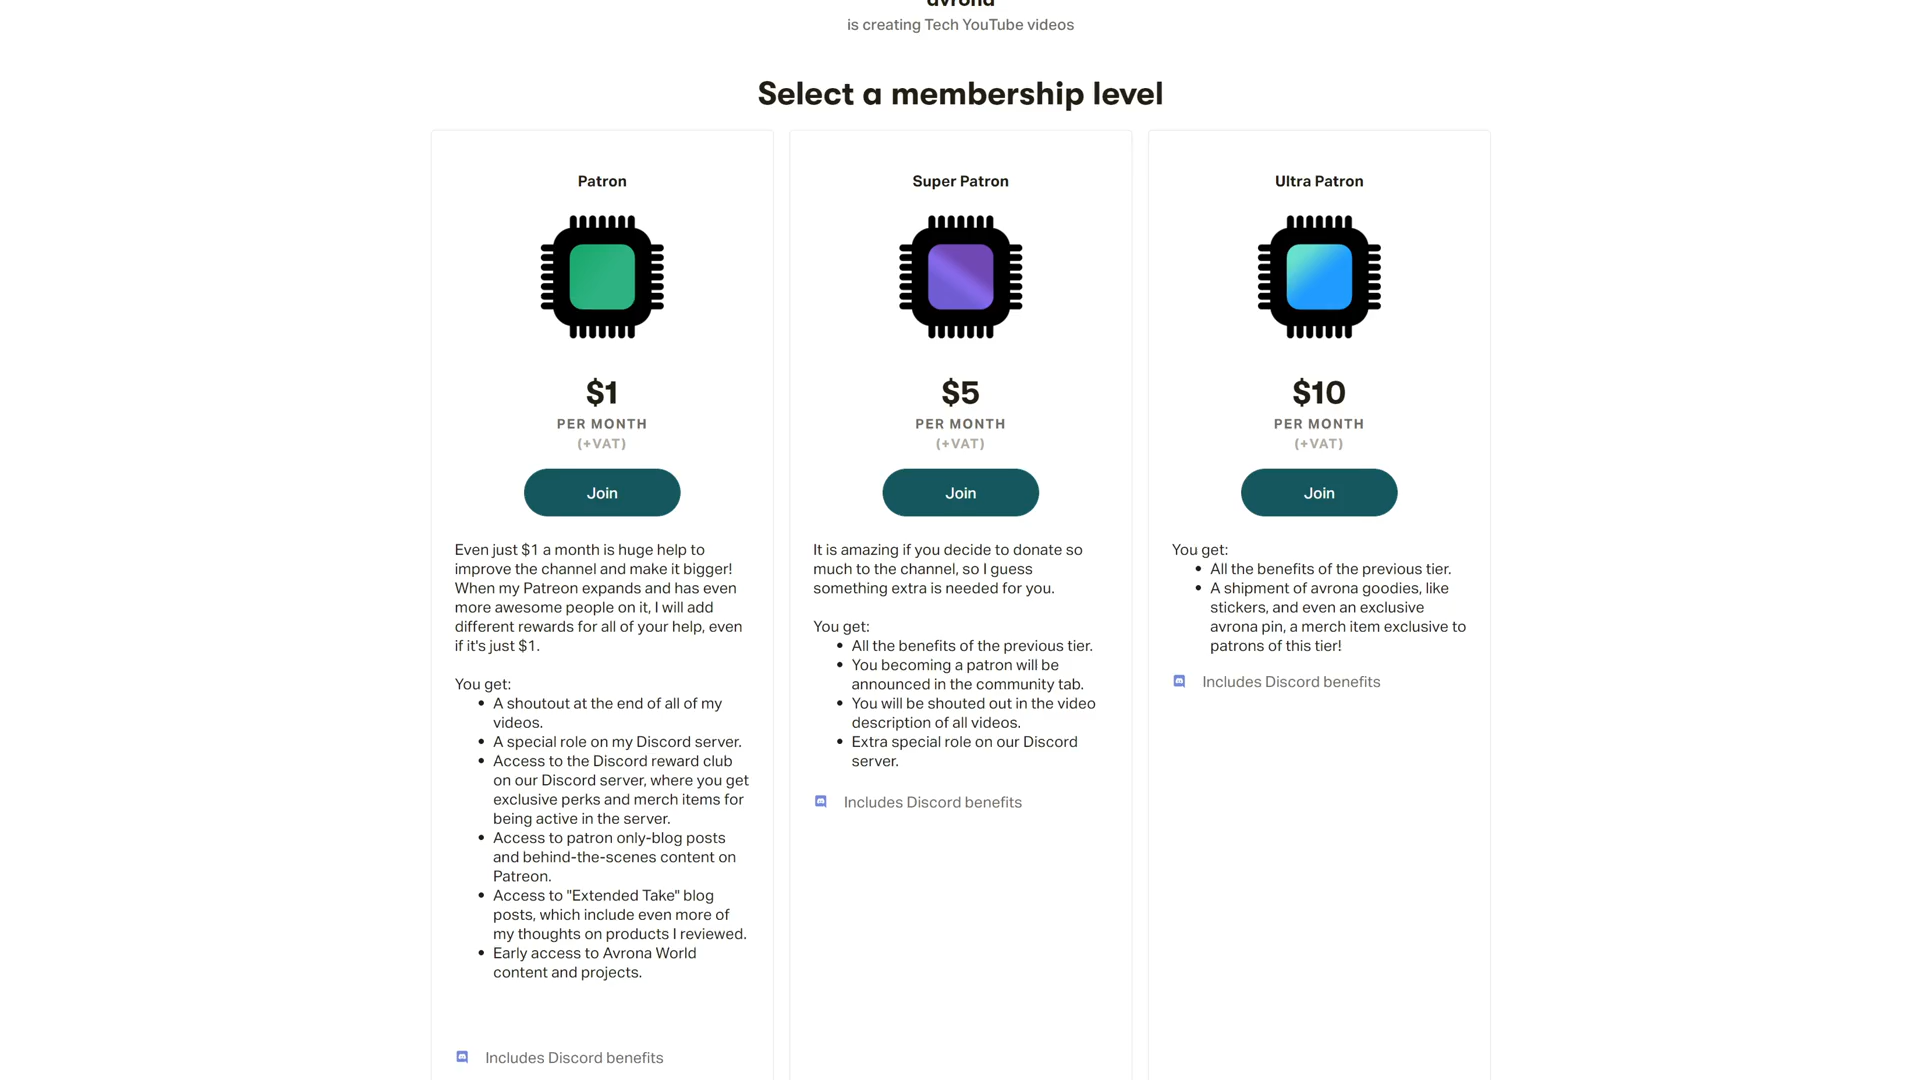 avrona
is creating Tech YouTube videos
Select a membership level
Patron
$1
PER MONTH
(+VAT)
Join
Even just $1 a month is huge help to
improve the channel and make it bigger!
When my Patreon expands and has even
more awesome people on it, I will add
different rewards for all of your help, even
if it's just $1.
You get:
• A shoutout at the end of all of my
videos.
• A special role on my Discord server.
• Access to the Discord reward club
on our Discord server, where you get
exclusive perks and merch items for
being active in the server.
• Access to patron only-blog posts
and behind-the-scenes content on
Patreon.
• Access to "Extended Take" blog
posts, which include even more of
my thoughts on products I reviewed.
• Early access to Avrona World
content and projects.
Includes Discord benefits
Super Patron
$5
PER MONTH
(+VAT)
Join
It is amazing if you decide to donate so
much to the channel, so I guess
something extra is needed for you.
You get:
• All the benefits of the previous tier.
• You becoming a patron will be
announced in the community tab.
• You will be shouted out in the video
description of all videos.
• Extra special role on our Discord
server.
Includes Discord benefits
Ultra Patron
$10
PER MONTH
(+VAT)
Join
You get:
• All the benefits of the previous tier.
• A shipment of avrona goodies, like
stickers, and even an exclusive
avrona pin, a merch item exclusive to
patrons of this tier!
Includes Discord benefits